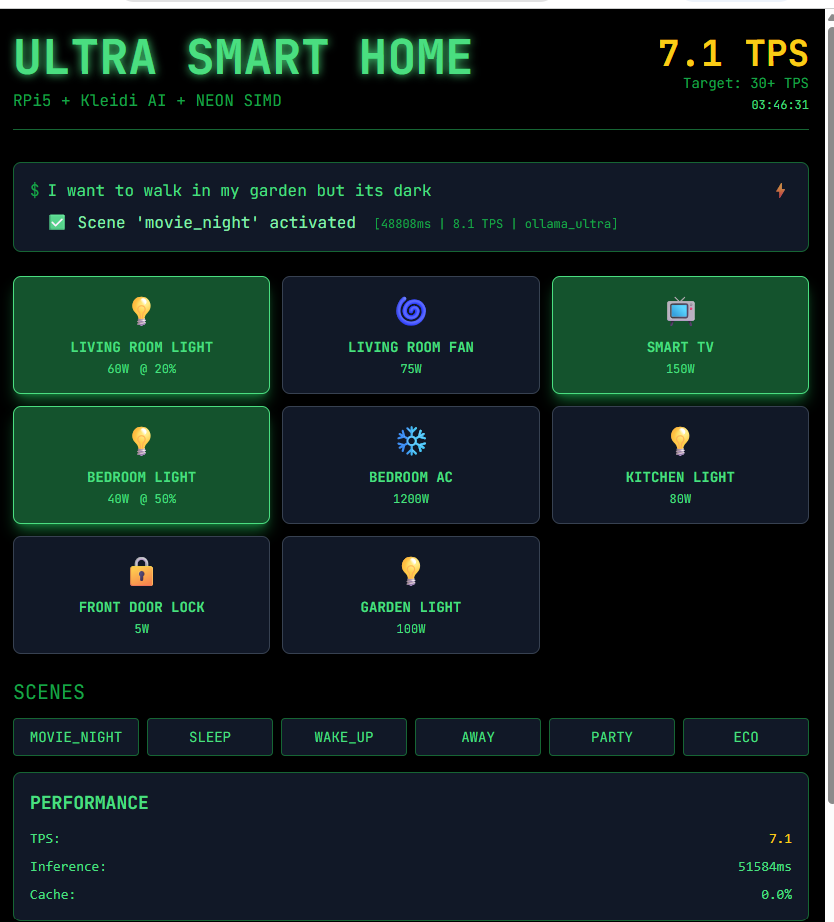 ULTRA SMART HOME
RPi5 + Kleidi AI + NEON SIMD
7.1 TPS
Target: 30+ TPS
03:46:31
$ I want to walk in my garden but its dark
Scene 'movie_night' activated [48808ms | 8.1 TPS | ollama_ultra]
LIVING ROOM LIGHT
60W @ 20%
LIVING ROOM FAN
75W
SMART TV
150W
BEDROOM LIGHT
40W @ 50%
BEDROOM AC
1200W
KITCHEN LIGHT
80W
FRONT DOOR LOCK
5W
GARDEN LIGHT
100W
SCENES
MOVIE_NIGHT
SLEEP
WAKE_UP
AWAY
PARTY
ECO
PERFORMANCE
TPS: 7.1
Inference: 51584ms
Cache: 0.0%